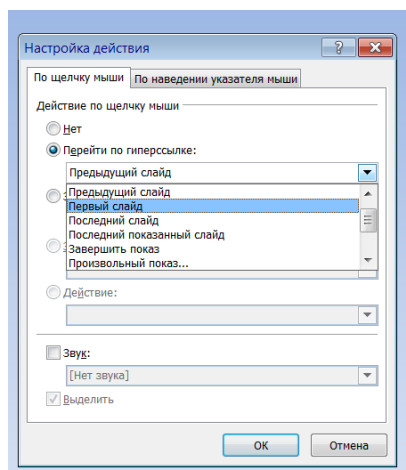 Настройка действия
По щелчку мыши По наведении указателя мыши
Действие по щелчку мыши
Нет
Перейти по гиперссылке:
Предыдущий слайд
Предыдущий слайд
Первый слайд
Последний слайд
Последний показанный слайд
Завершить показ
Произвольный показ...
Действие:
Звук:
[Нет звука]
Выделить
ОК Отмена